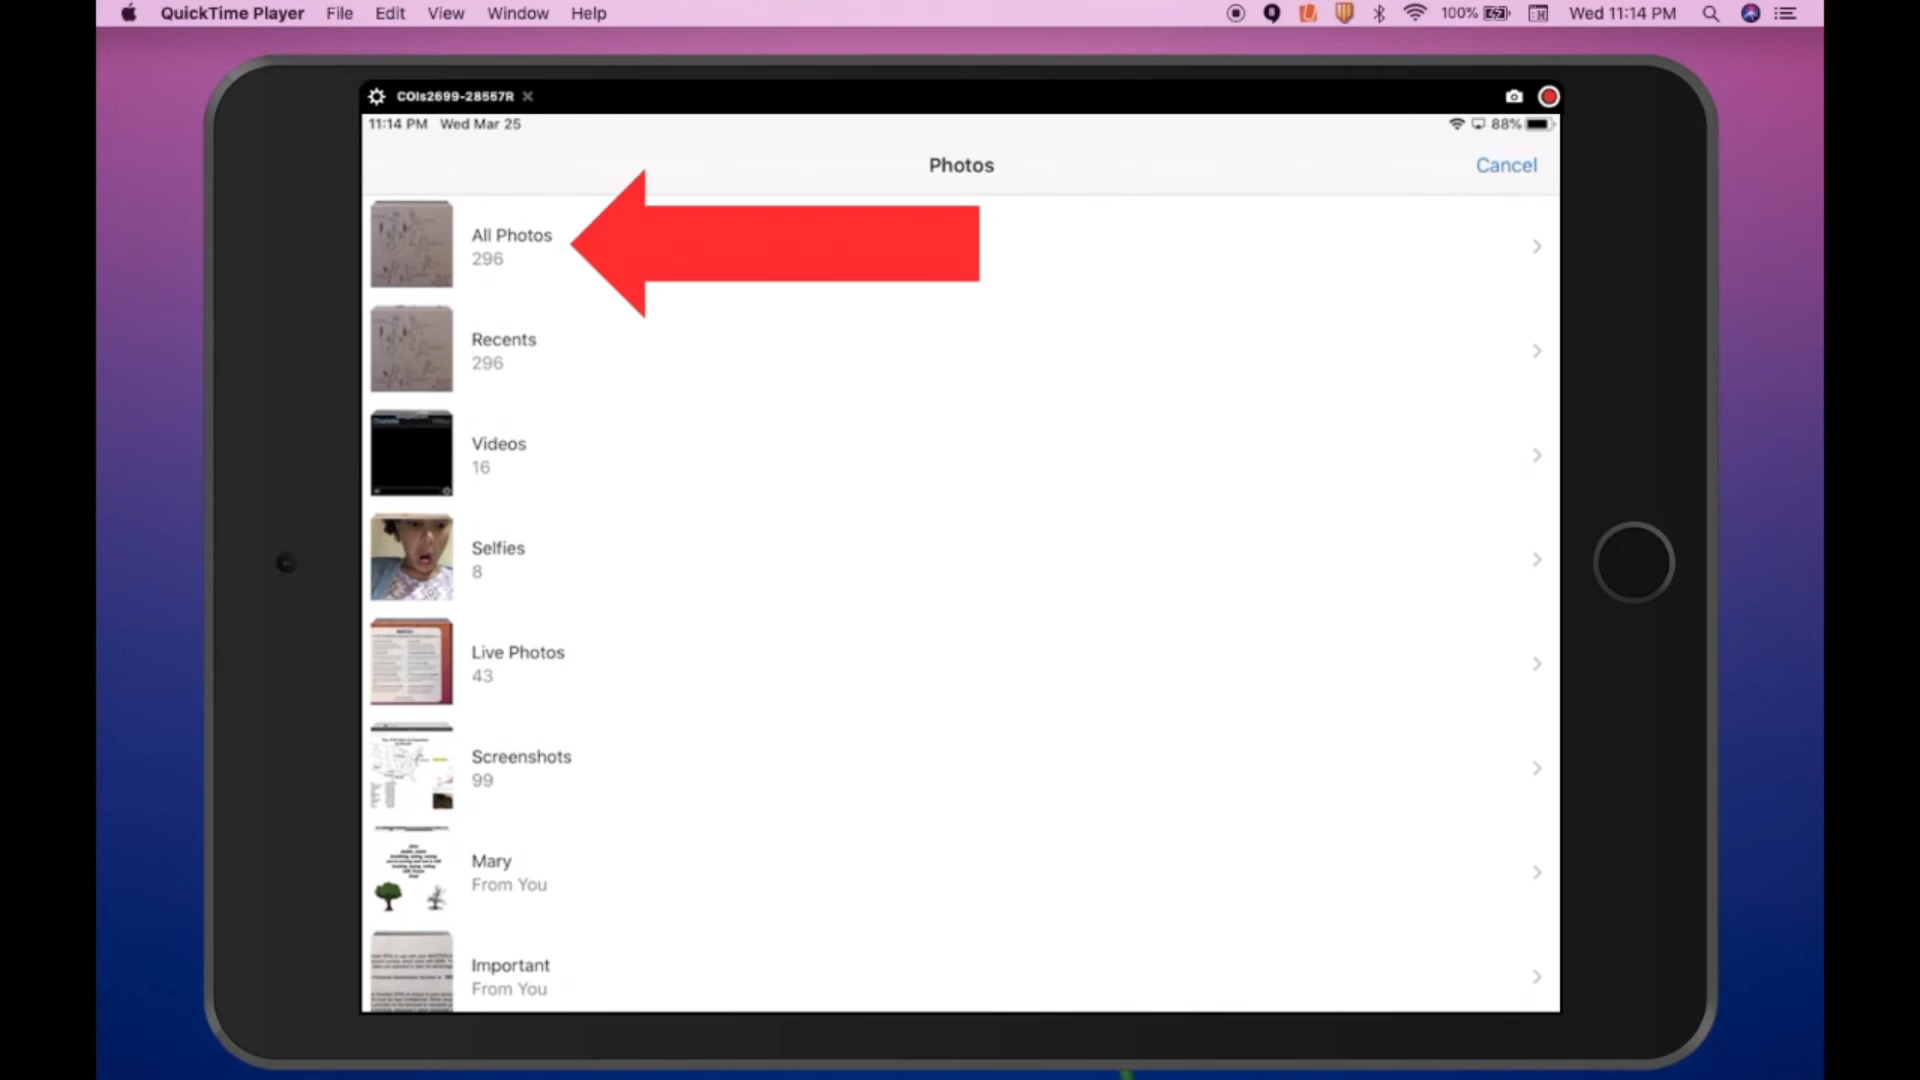 QuickTime Player File Edit View Window Help 100% Wed 11:14 PM
COIs2699-28557R
11:14 PM Wed Mar 25 88%
Photos Cancel
All Photos
296
Recents
296
Videos
16
Selfies
8
Live Photos
43
Screenshots
99
Mary
From You
Important
From You